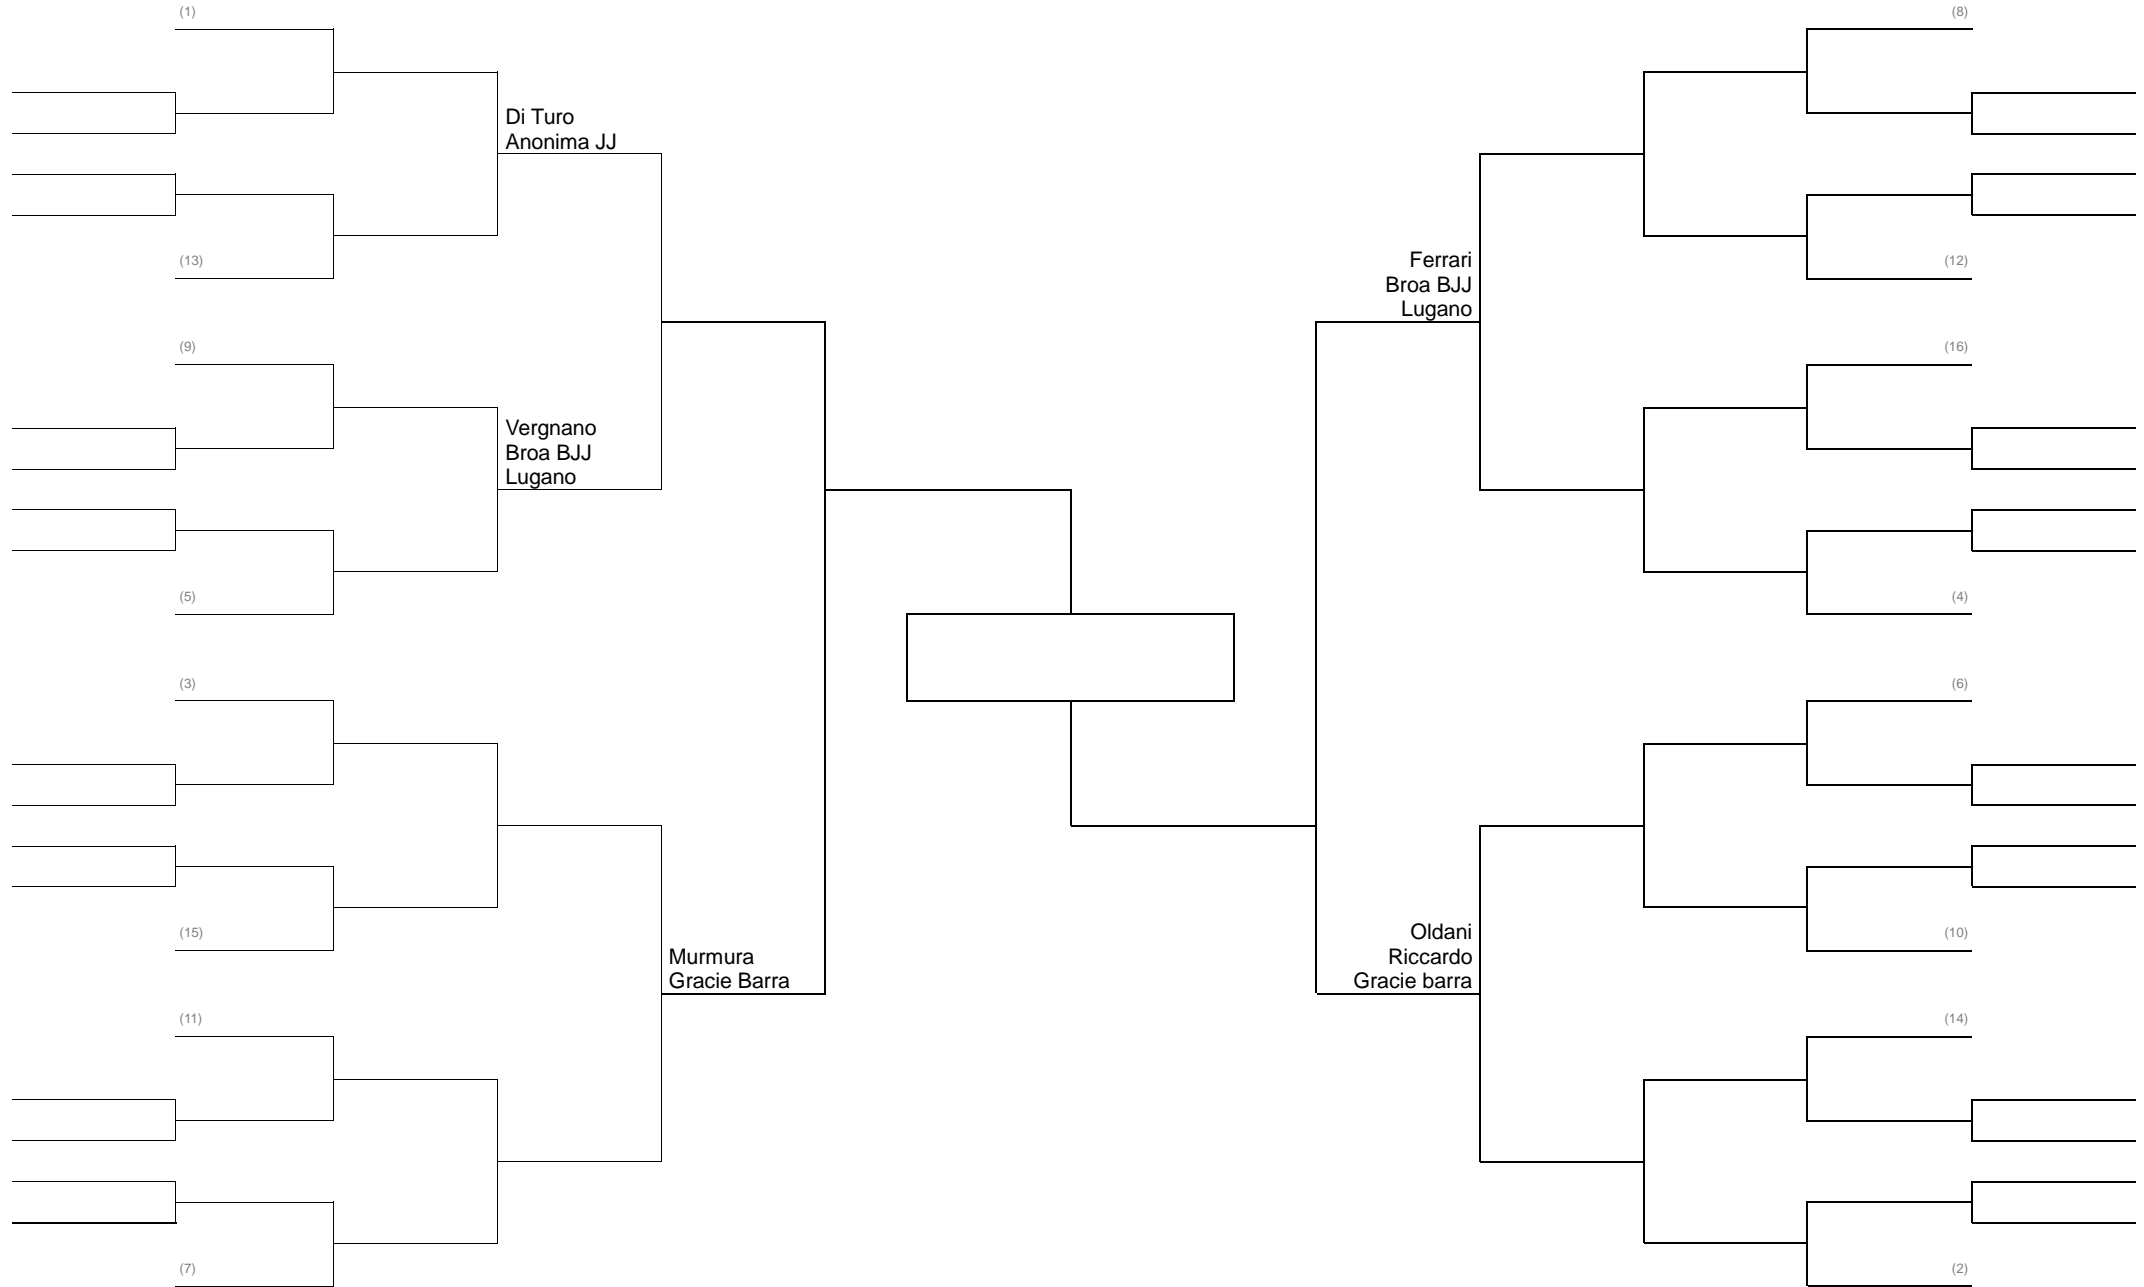 (1)
(8)
Di Turo
Anonima JJ
(13)
(12)
Ferrari
Broa BJJ
Lugano
(9)
(16)
Vergnano
Broa BJJ
Lugano
(5)
(4)
(3)
(6)
(15)
(10)
Murmura
Gracie Barra
Oldani
Riccardo
Gracie barra
(11)
(14)
(7)
(2)